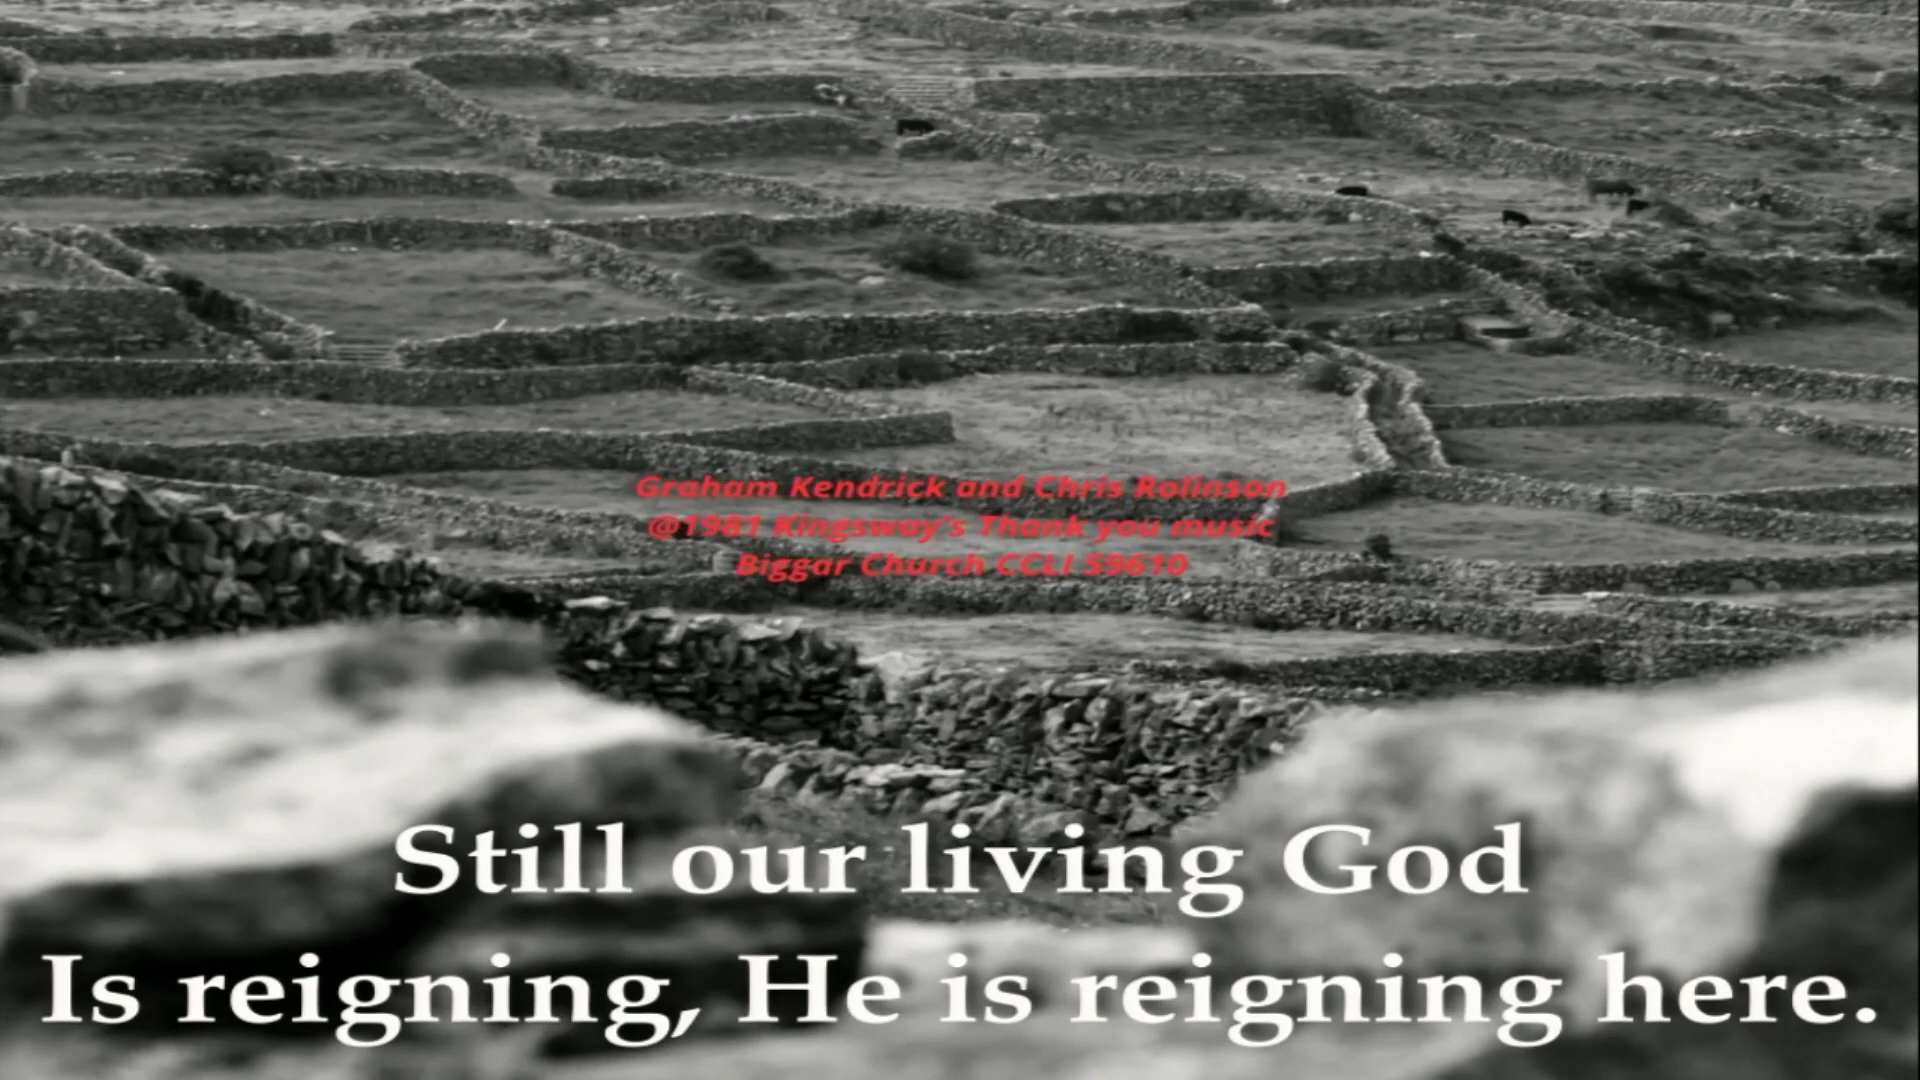 Graham Kendrick and Chris Rolinson
@1981 Kingsway's Thank you music
Biggar Church CCLI 59610
Still our living God
Is reigning, He is reigning here.